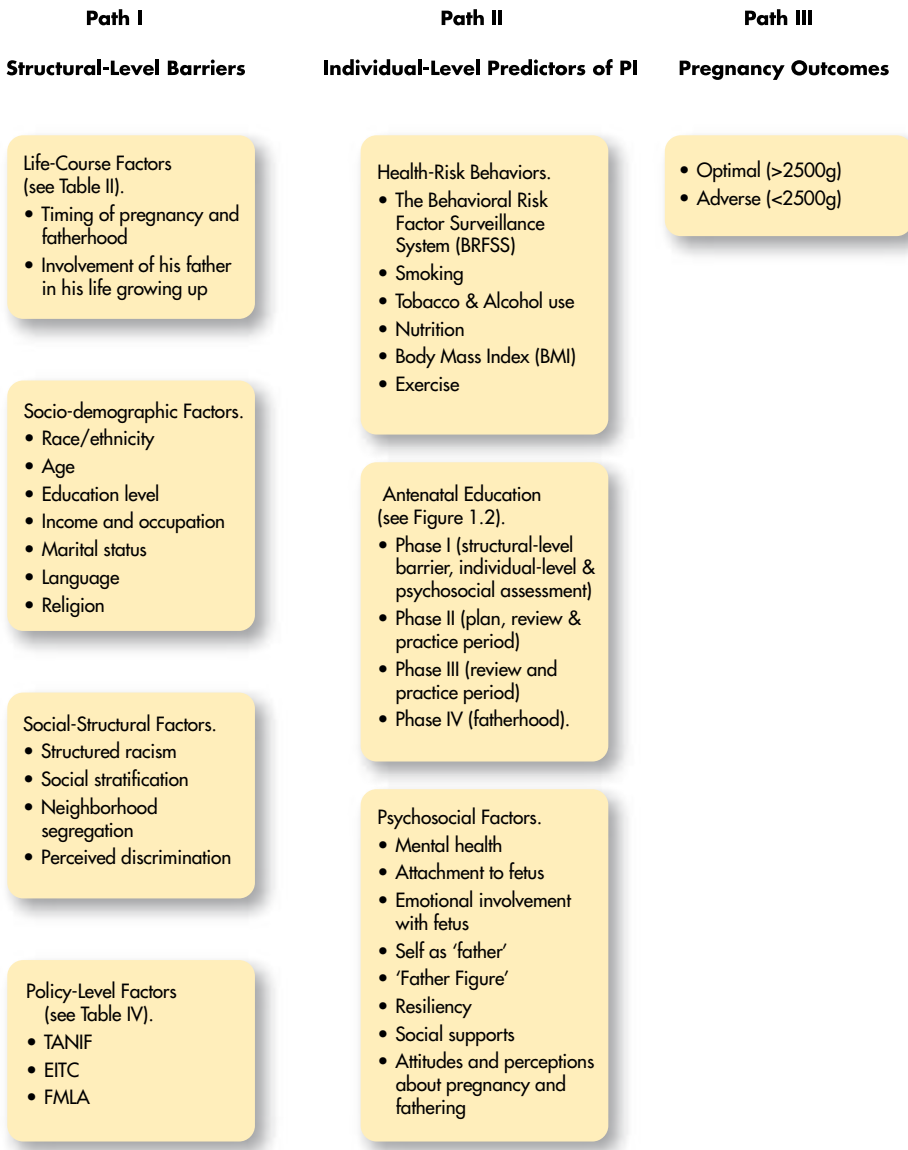 Path I
Structural-Level Barriers
Life-Course Factors
(see Table II).
• Timing of pregnancy and
fatherhood
• Involvement of his father
in his life growing up
Socio-demographic Factors.
• Race/ethnicity
• Age
• Education level
• Income and occupation
• Marital status
• Language
• Religion
Social-Structural Factors.
• Structured racism
• Social stratification
• Neighborhood
segregation
• Perceived discrimination
Policy-Level Factors
(see Table IV).
• TANIF
• EITC
• FMLA
Path II
Individual-Level Predictors of PI
Health-Risk Behaviors.
• The Behavioral Risk
Factor Surveillance
System (BRFSS)
• Smoking
• Tobacco & Alcohol use
• Nutrition
• Body Mass Index (BMI)
• Exercise
Antenatal Education
(see Figure 1.2).
• Phase I (structural-level
barrier, individual-level &
psychosocial assessment)
• Phase II (plan, review &
practice period)
• Phase III (review and
practice period)
• Phase IV (fatherhood).
Psychosocial Factors.
• Mental health
• Attachment to fetus
• Emotional involvement
with fetus
• Self as ‘father’
• ‘Father Figure’
• Resiliency
• Social supports
• Attitudes and perceptions
about pregnancy and
fathering
Path III
Pregnancy Outcomes
• Optimal (>2500g)
• Adverse (<2500g)